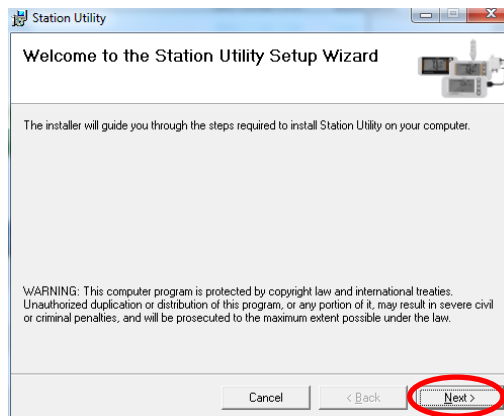 Station Utility
Welcome to the Station Utility Setup Wizard
The installer will guide you through the steps required to install Station Utility on your computer.
WARNING: This computer program is protected by copyright law and international treaties.
Unauthorized duplication or distribution of this program, or any portion of it, may result in severe civil
or criminal penalties, and will be prosecuted to the maximum extent possible under the law.
Cancel
< Back
Next >